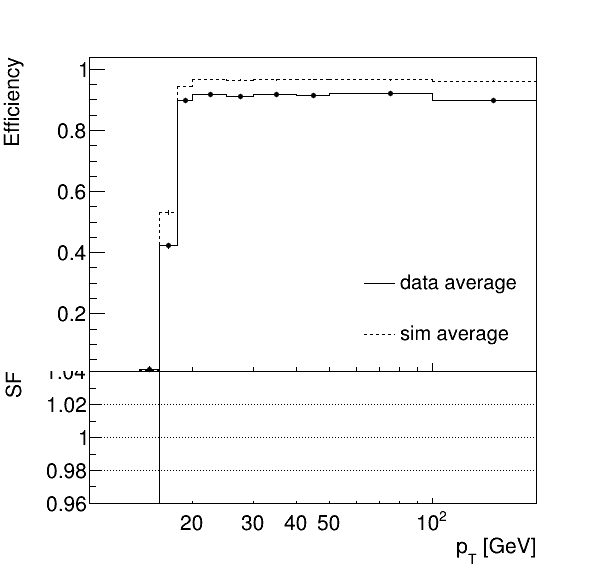 Efficiency
1
0.8
0.6
0.4
0.2
data average
sim average
SF
1.04
1.02
1
0.98
0.96
20 30 40 50 10²
p_T [GeV]